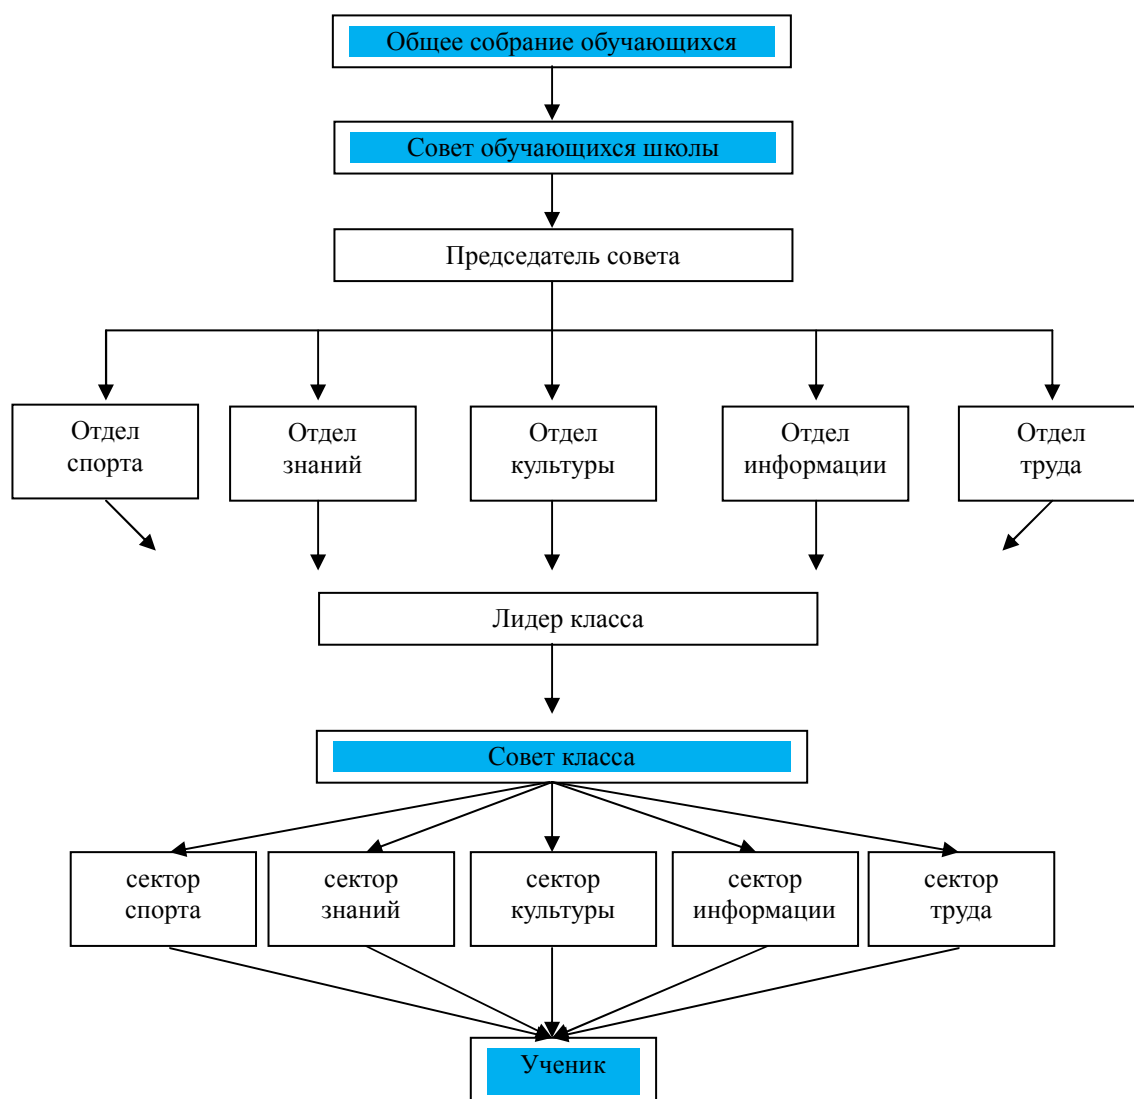 Общее собрание обучающихся
Совет обучающихся школы
Председатель совета
Отдел
спорта
Отдел
знаний
Отдел
культуры
Отдел
информации
Отдел
труда
Лидер класса
Совет класса
сектор
спорта
сектор
знаний
сектор
культуры
сектор
информации
сектор
труда
Ученик